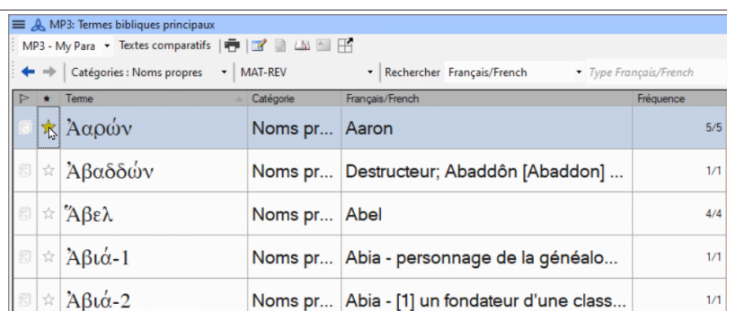 MP3: Termes bibliques principaux
MP3 - My Para Textes comparatifs
Catégories : Noms propres MAT-REV Rechercher Français/French Type Français/French
Terme Catégorie Français/French Fréquence
Ἀαρών Noms pr... Aaron 5/5
Ἀβαδδών Noms pr... Destructeur; Abaddôn [Abaddon] ... 1/1
Ἅβελ Noms pr... Abel 4/4
Ἀβιά-1 Noms pr... Abia - personnage de la généalo... 1/1
Ἀβιά-2 Noms pr... Abia - [1] un fondateur d'une class... 1/1